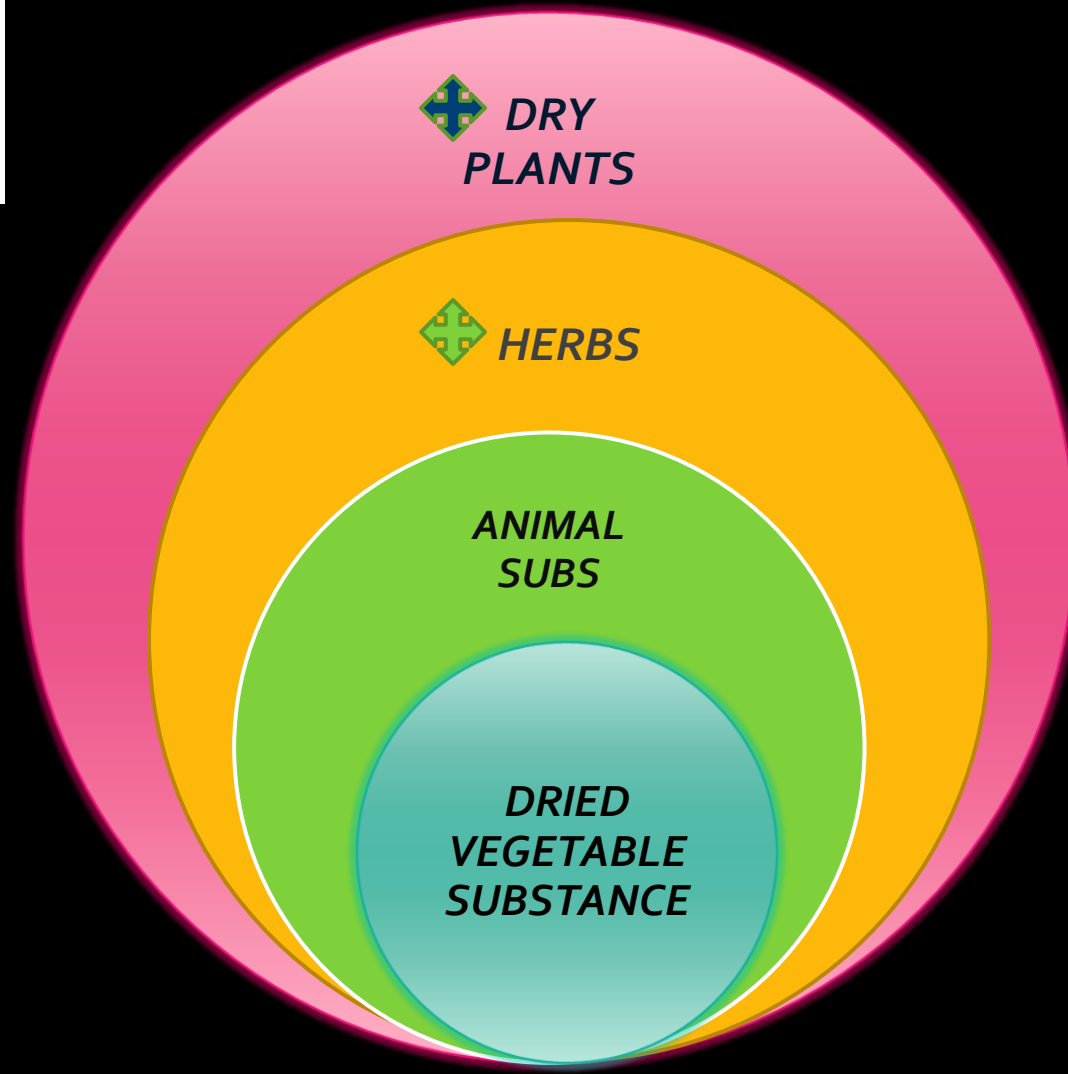 DRY
PLANTS
HERBS
ANIMAL
SUBS
DRIED
VEGETABLE
SUBSTANCE